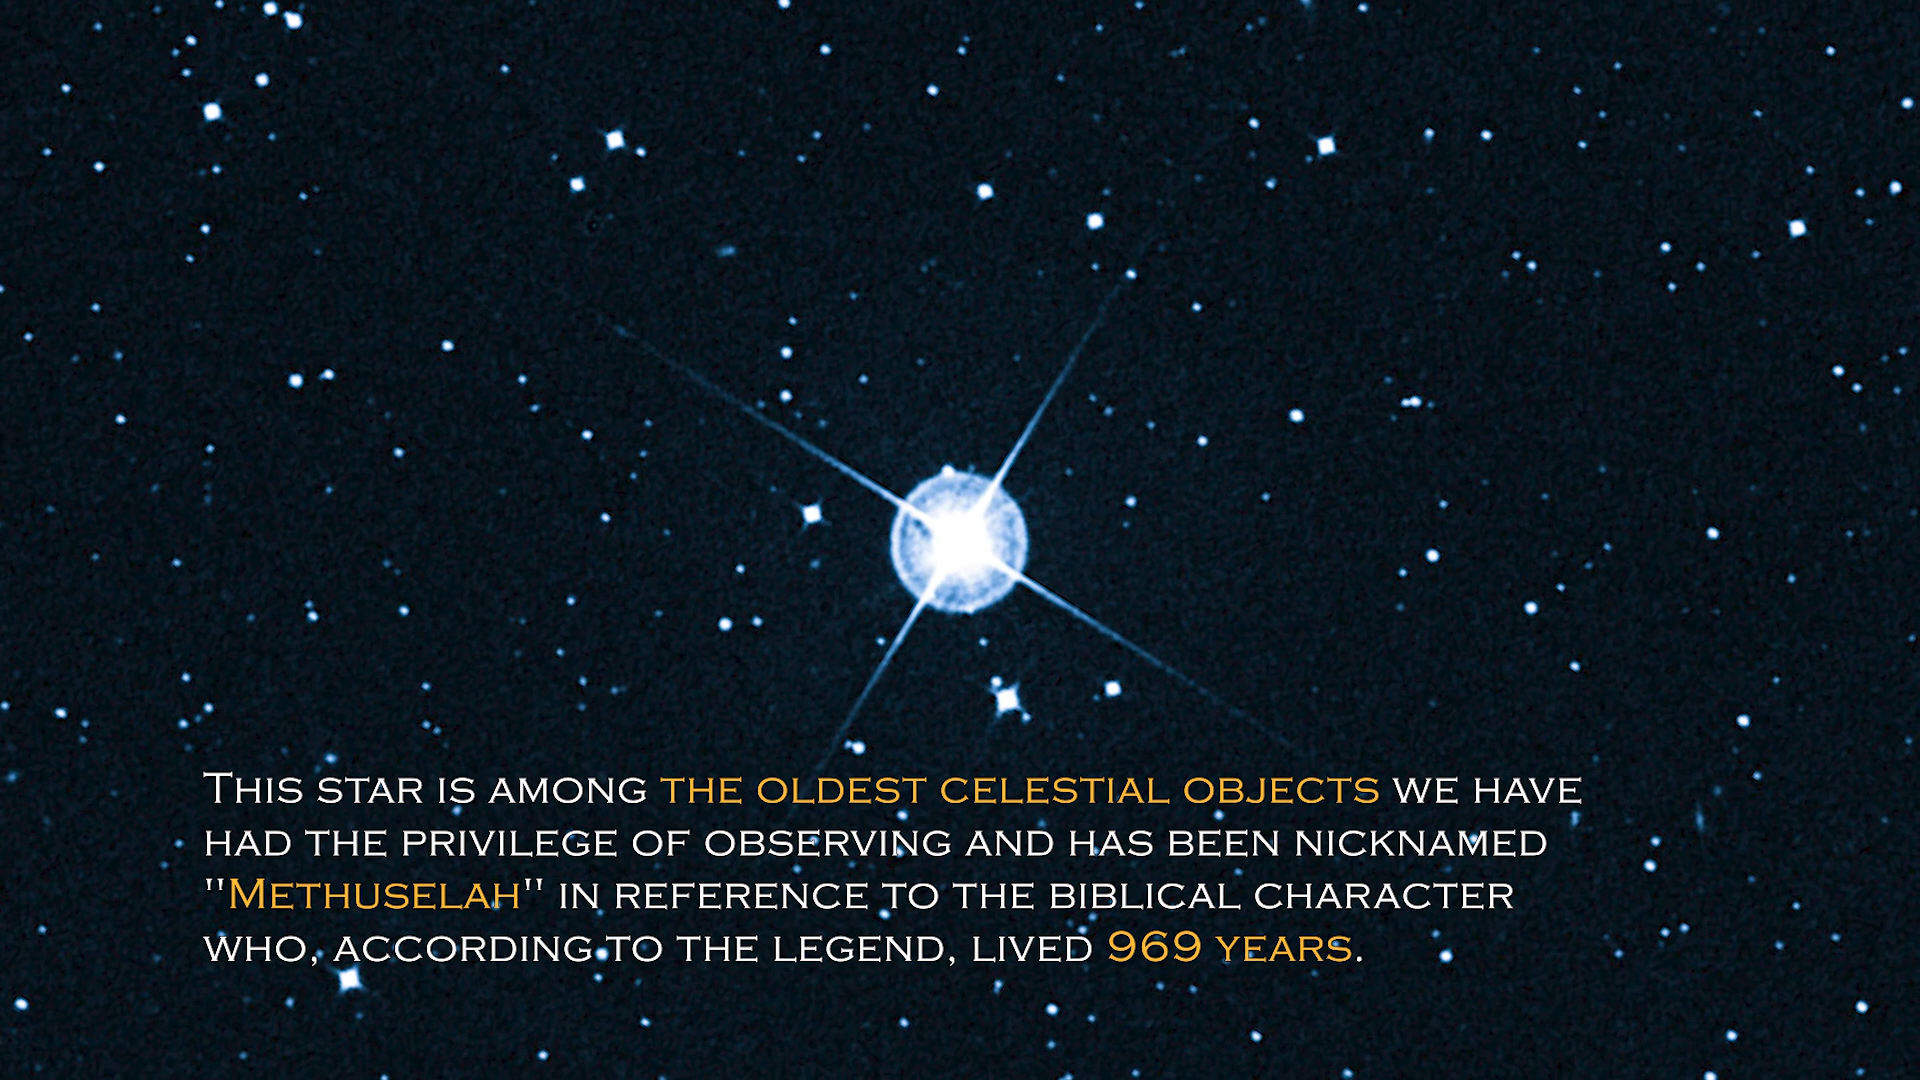 This star is among the oldest celestial objects we have
had the privilege of observing and has been nicknamed
"Methuselah" in reference to the biblical character
who, according to the legend, lived 969 years.